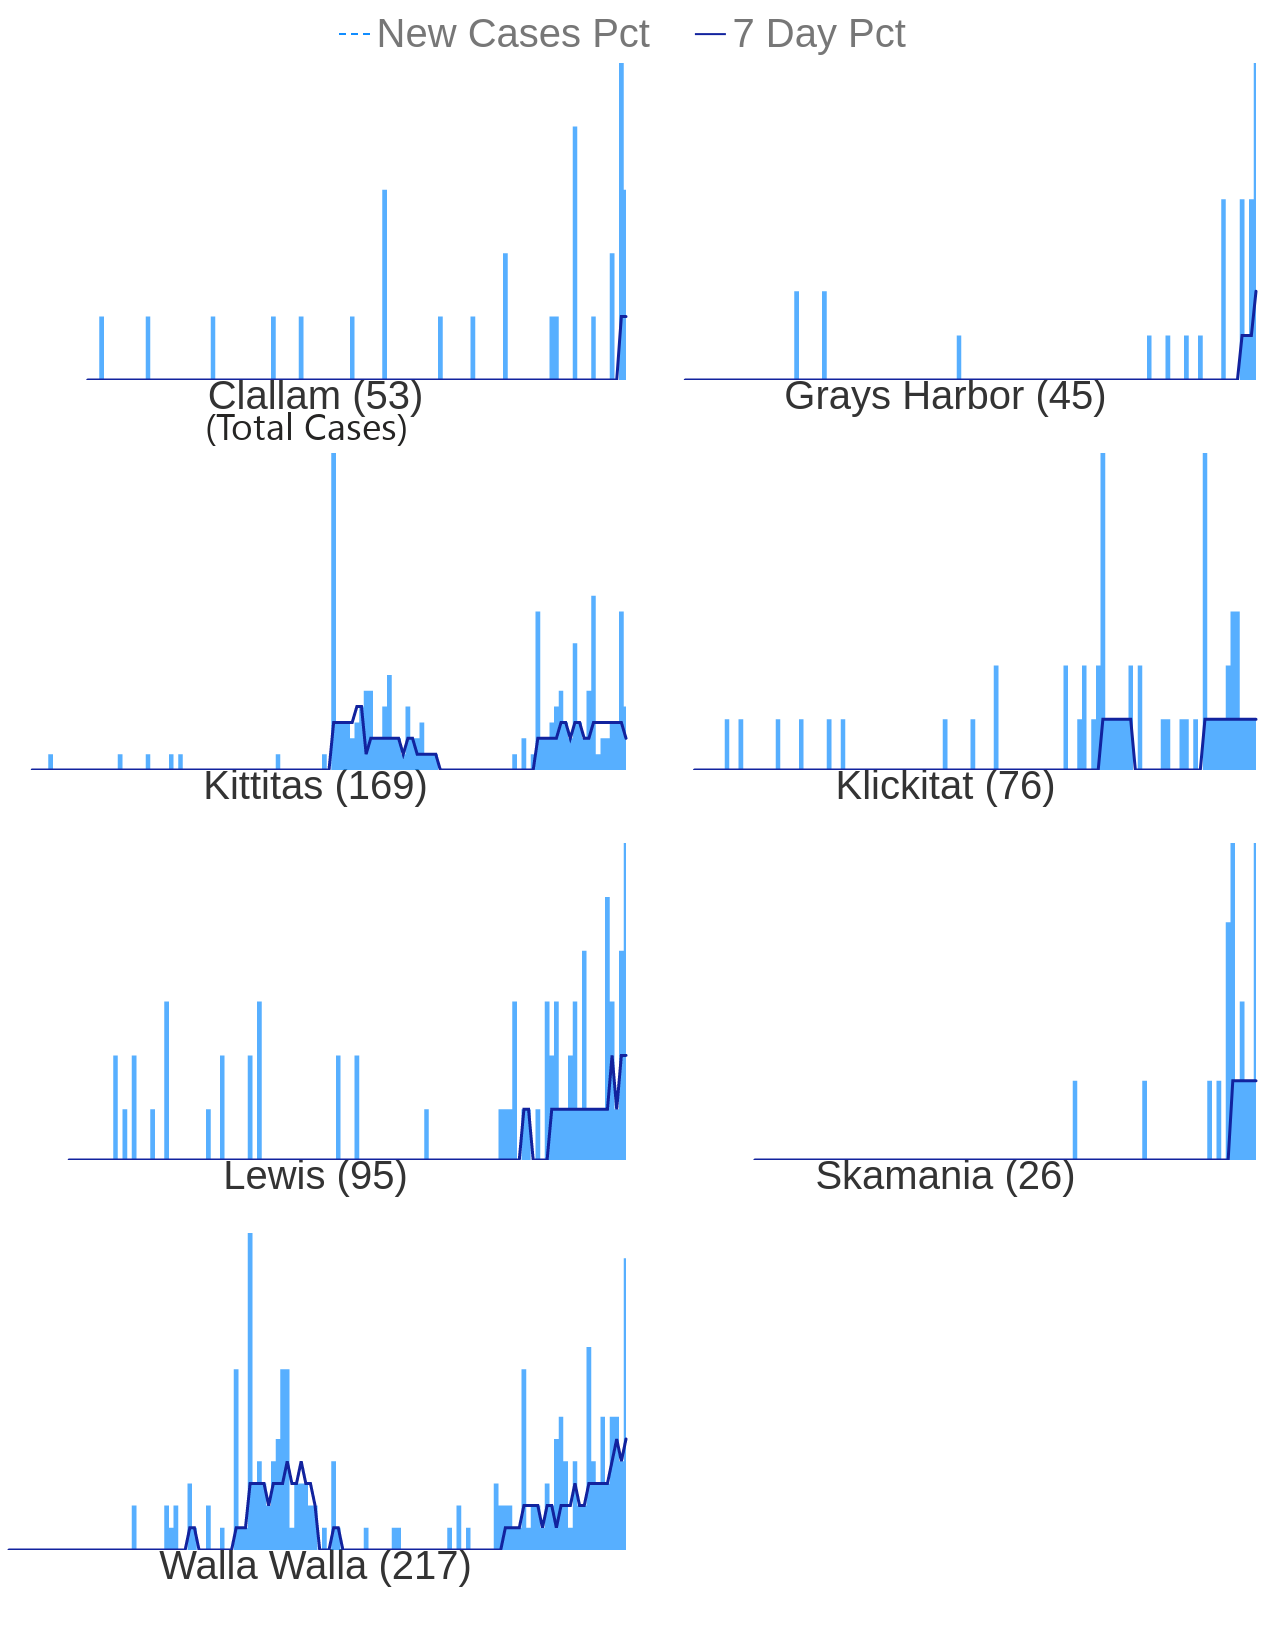 New Cases Pct 7 Day Pct
Clallam (53) Grays Harbor (45)
(Total Cases)
Kittitas (169) Klickitat (76)
Lewis (95) Skamania (26)
Walla Walla (217)